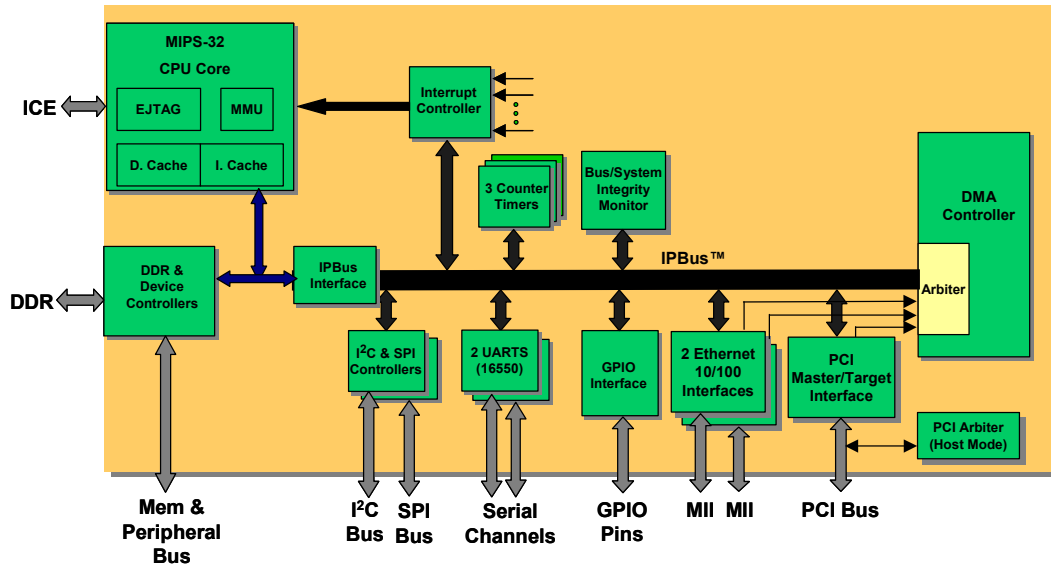 MIPS-32
CPU Core
EJTAG
MMU
D. Cache
I. Cache
ICE
Interrupt
Controller
3 Counter
Timers
Bus/System
Integrity
Monitor
DMA
Controller
Arbiter
IPBus™
IPBus
Interface
DDR &
Device
Controllers
DDR
I²C & SPI
Controllers
2 UARTS
(16550)
GPIO
Interface
2 Ethernet
10/100
Interfaces
PCI
Master/Target
Interface
PCI Arbiter
(Host Mode)
Mem &
Peripheral
Bus
I²C
Bus
SPI
Bus
Serial
Channels
GPIO
Pins
MII
MII
PCI Bus